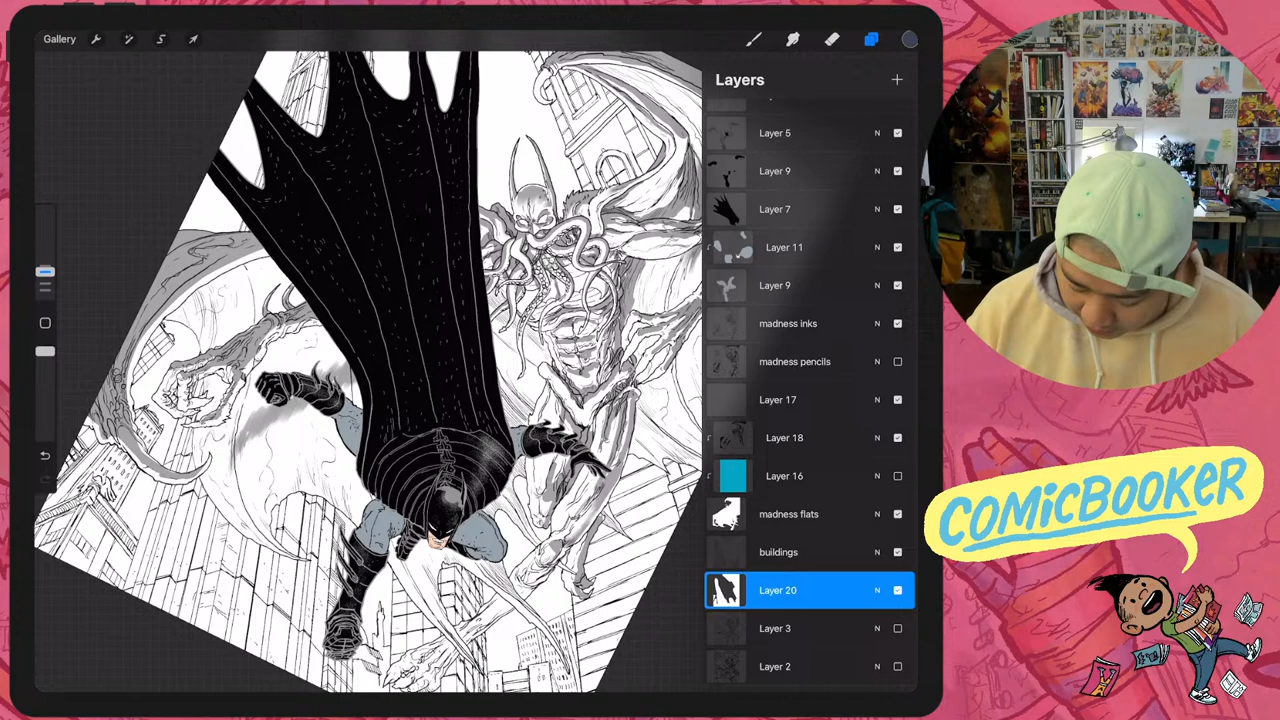 Gallery
Layers
Layer 5
N
Layer 9
N
Layer 7
N
Layer 11
N
Layer 9
N
madness inks
N
madness pencils
N
Layer 17
N
Layer 18
N
Layer 16
N
madness flats
N
buildings
N
Layer 20
N
Layer 3
N
Layer 2
N
COMiCBOOKER